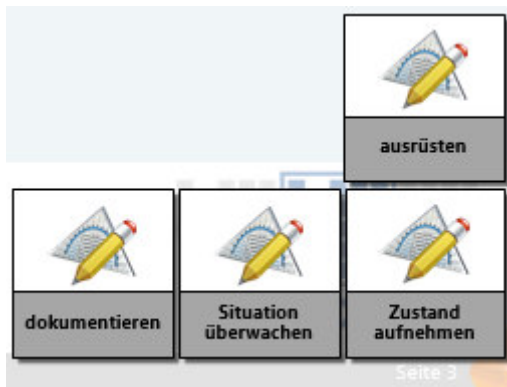 ausrüsten
dokumentieren
Situation
überwachen
Zustand
aufnehmen
Seite 3